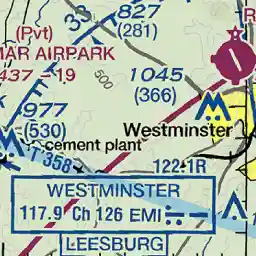 (Pvt)
827
(281)
R
MAR AIRPARK
437 - 19
500
1045
(366)
977
(530)
Westminster
cement plant
T 358
122.1R
WESTMINSTER
117.9 Ch 126 EMI
LEESBURG